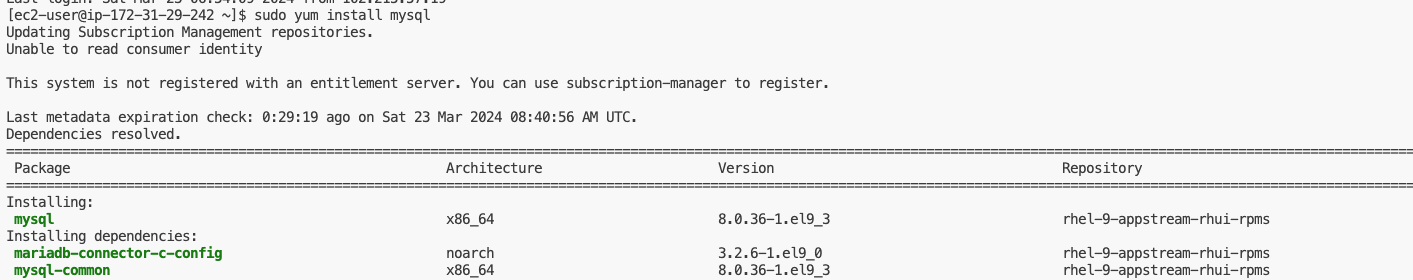 [ec2-user@ip-172-31-29-242 ~]$ sudo yum install mysql
Updating Subscription Management repositories.
Unable to read consumer identity
This system is not registered with an entitlement server. You can use subscription-manager to register.
Last metadata expiration check: 0:29:19 ago on Sat 23 Mar 2024 08:40:56 AM UTC.
Dependencies resolved.
Package Architecture Version Repository
Installing:
mysql x86_64 8.0.36-1.el9_3 rhel-9-appstream-rhui-rpms
Installing dependencies:
mariadb-connector-c-config noarch 3.2.6-1.el9_0 rhel-9-appstream-rhui-rpms
mysql-common x86_64 8.0.36-1.el9_3 rhel-9-appstream-rhui-rpms